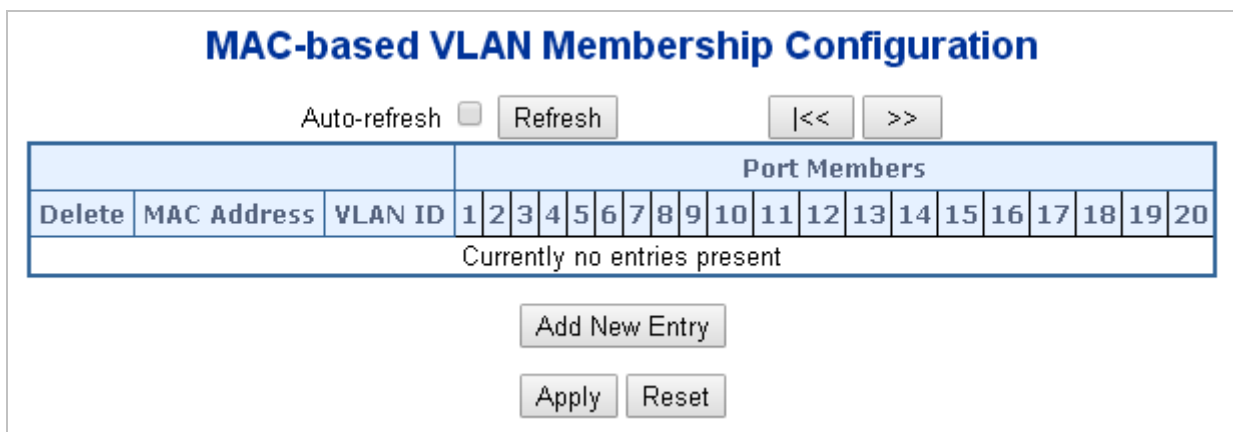 MAC-based VLAN Membership Configuration
Auto-refresh Refresh |<< >>
Port Members
Delete MAC Address VLAN ID 1 2 3 4 5 6 7 8 9 10 11 12 13 14 15 16 17 18 19 20
Currently no entries present
Add New Entry
Apply Reset